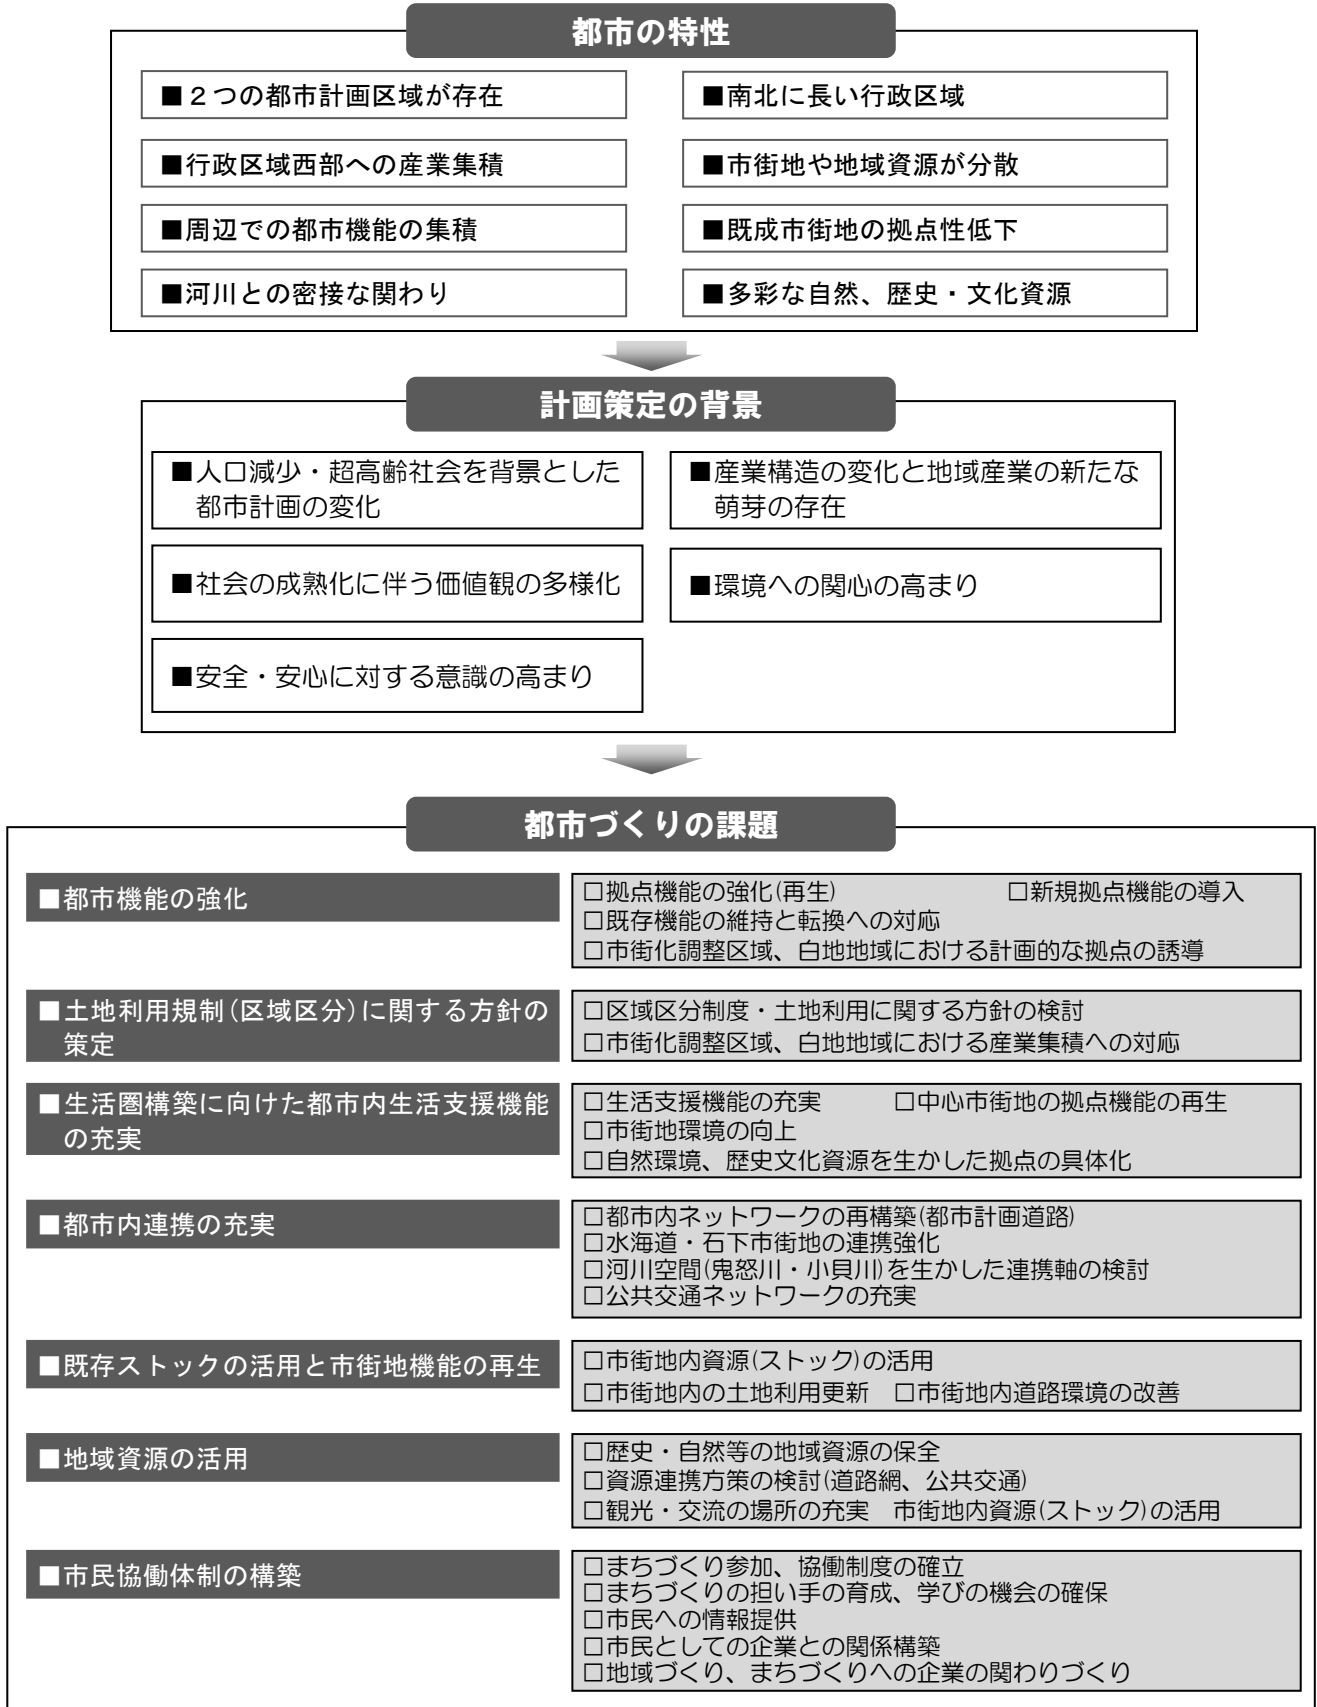 都市の特性
■２つの都市計画区域が存在
■南北に長い行政区域
■行政区域西部への産業集積
■市街地や地域資源が分散
■周辺での都市機能の集積
■既成市街地の拠点性低下
■河川との密接な関わり
■多彩な自然、歴史・文化資源
計画策定の背景
■人口減少・超高齢社会を背景とした
都市計画の変化
■産業構造の変化と地域産業の新たな
萌芽の存在
■社会の成熟化に伴う価値観の多様化
■環境への関心の高まり
■安全・安心に対する意識の高まり
都市づくりの課題
■都市機能の強化
□拠点機能の強化(再生)　□新規拠点機能の導入
□既存機能の維持と転換への対応
□市街化調整区域、白地地域における計画的な拠点の誘導
■土地利用規制(区域区分)に関する方針の
策定
□区域区分制度・土地利用に関する方針の検討
□市街化調整区域、白地地域における産業集積への対応
■生活圏構築に向けた都市内生活支援機能
の充実
□生活支援機能の充実　□中心市街地の拠点機能の再生
□市街地環境の向上
□自然環境、歴史文化資源を生かした拠点の具体化
■都市内連携の充実
□都市内ネットワークの再構築(都市計画道路)
□水海道・石下市街地の連携強化
□河川空間(鬼怒川・小貝川)を生かした連携軸の検討
□公共交通ネットワークの充実
■既存ストックの活用と市街地機能の再生
□市街地内資源(ストック)の活用
□市街地内の土地利用更新　□市街地内道路環境の改善
■地域資源の活用
□歴史・自然等の地域資源の保全
□資源連携方策の検討(道路網、公共交通)
□観光・交流の場所の充実　市街地内資源(ストック)の活用
■市民協働体制の構築
□まちづくり参加、協働制度の確立
□まちづくりの担い手の育成、学びの機会の確保
□市民への情報提供
□市民としての企業との関係構築
□地域づくり、まちづくりへの企業の関わりづくり